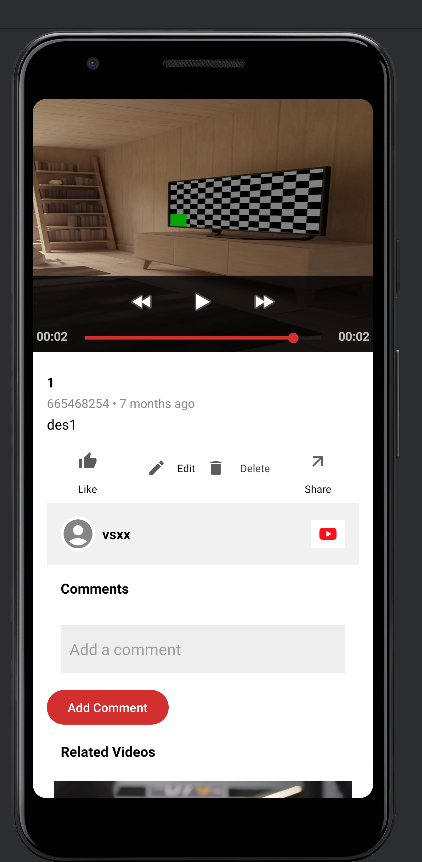 00:02 00:02
1
665468254 • 7 months ago
des1
Like Edit Delete Share
vsxx
Comments
Add a comment
Add Comment
Related Videos